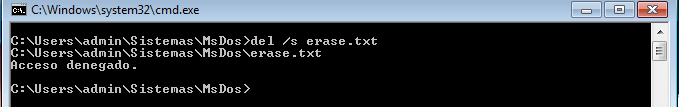 C:\Windows\system32\cmd.exe
C:\Users\admin\Sistemas\MsDos>del /s erase.txt
C:\Users\admin\Sistemas\MsDos\erase.txt
Acceso denegado.
C:\Users\admin\Sistemas\MsDos>